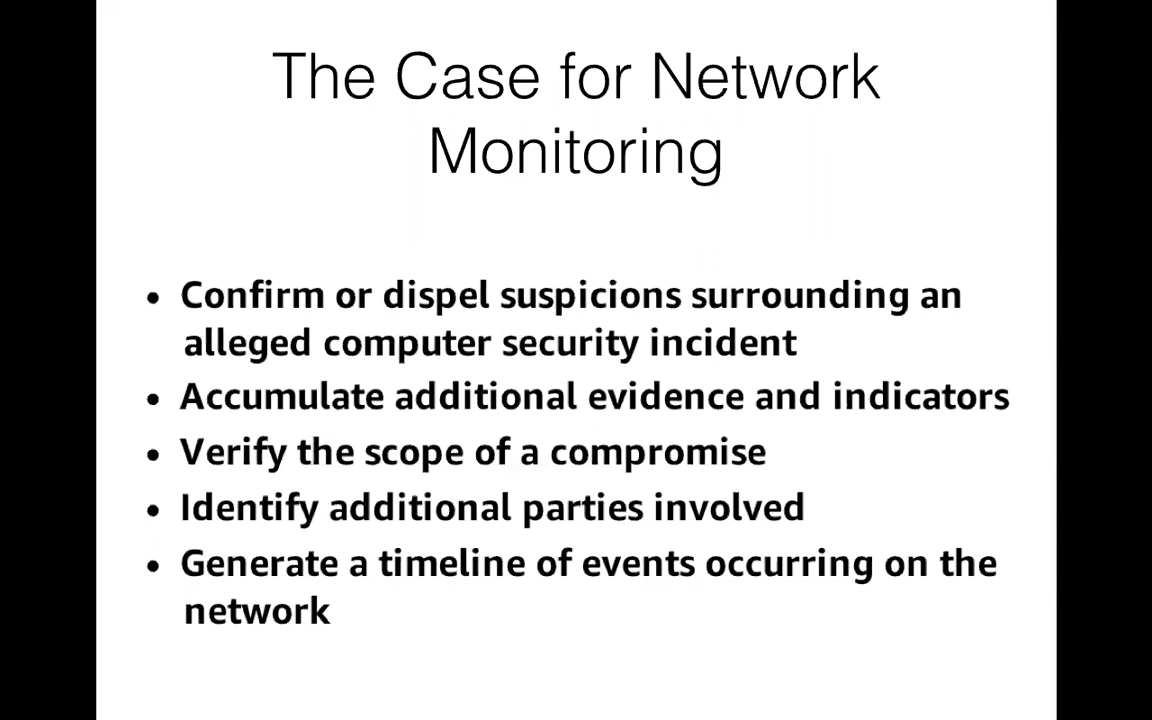 The Case for Network
Monitoring
• Confirm or dispel suspicions surrounding an
alleged computer security incident
• Accumulate additional evidence and indicators
• Verify the scope of a compromise
• Identify additional parties involved
• Generate a timeline of events occurring on the
network